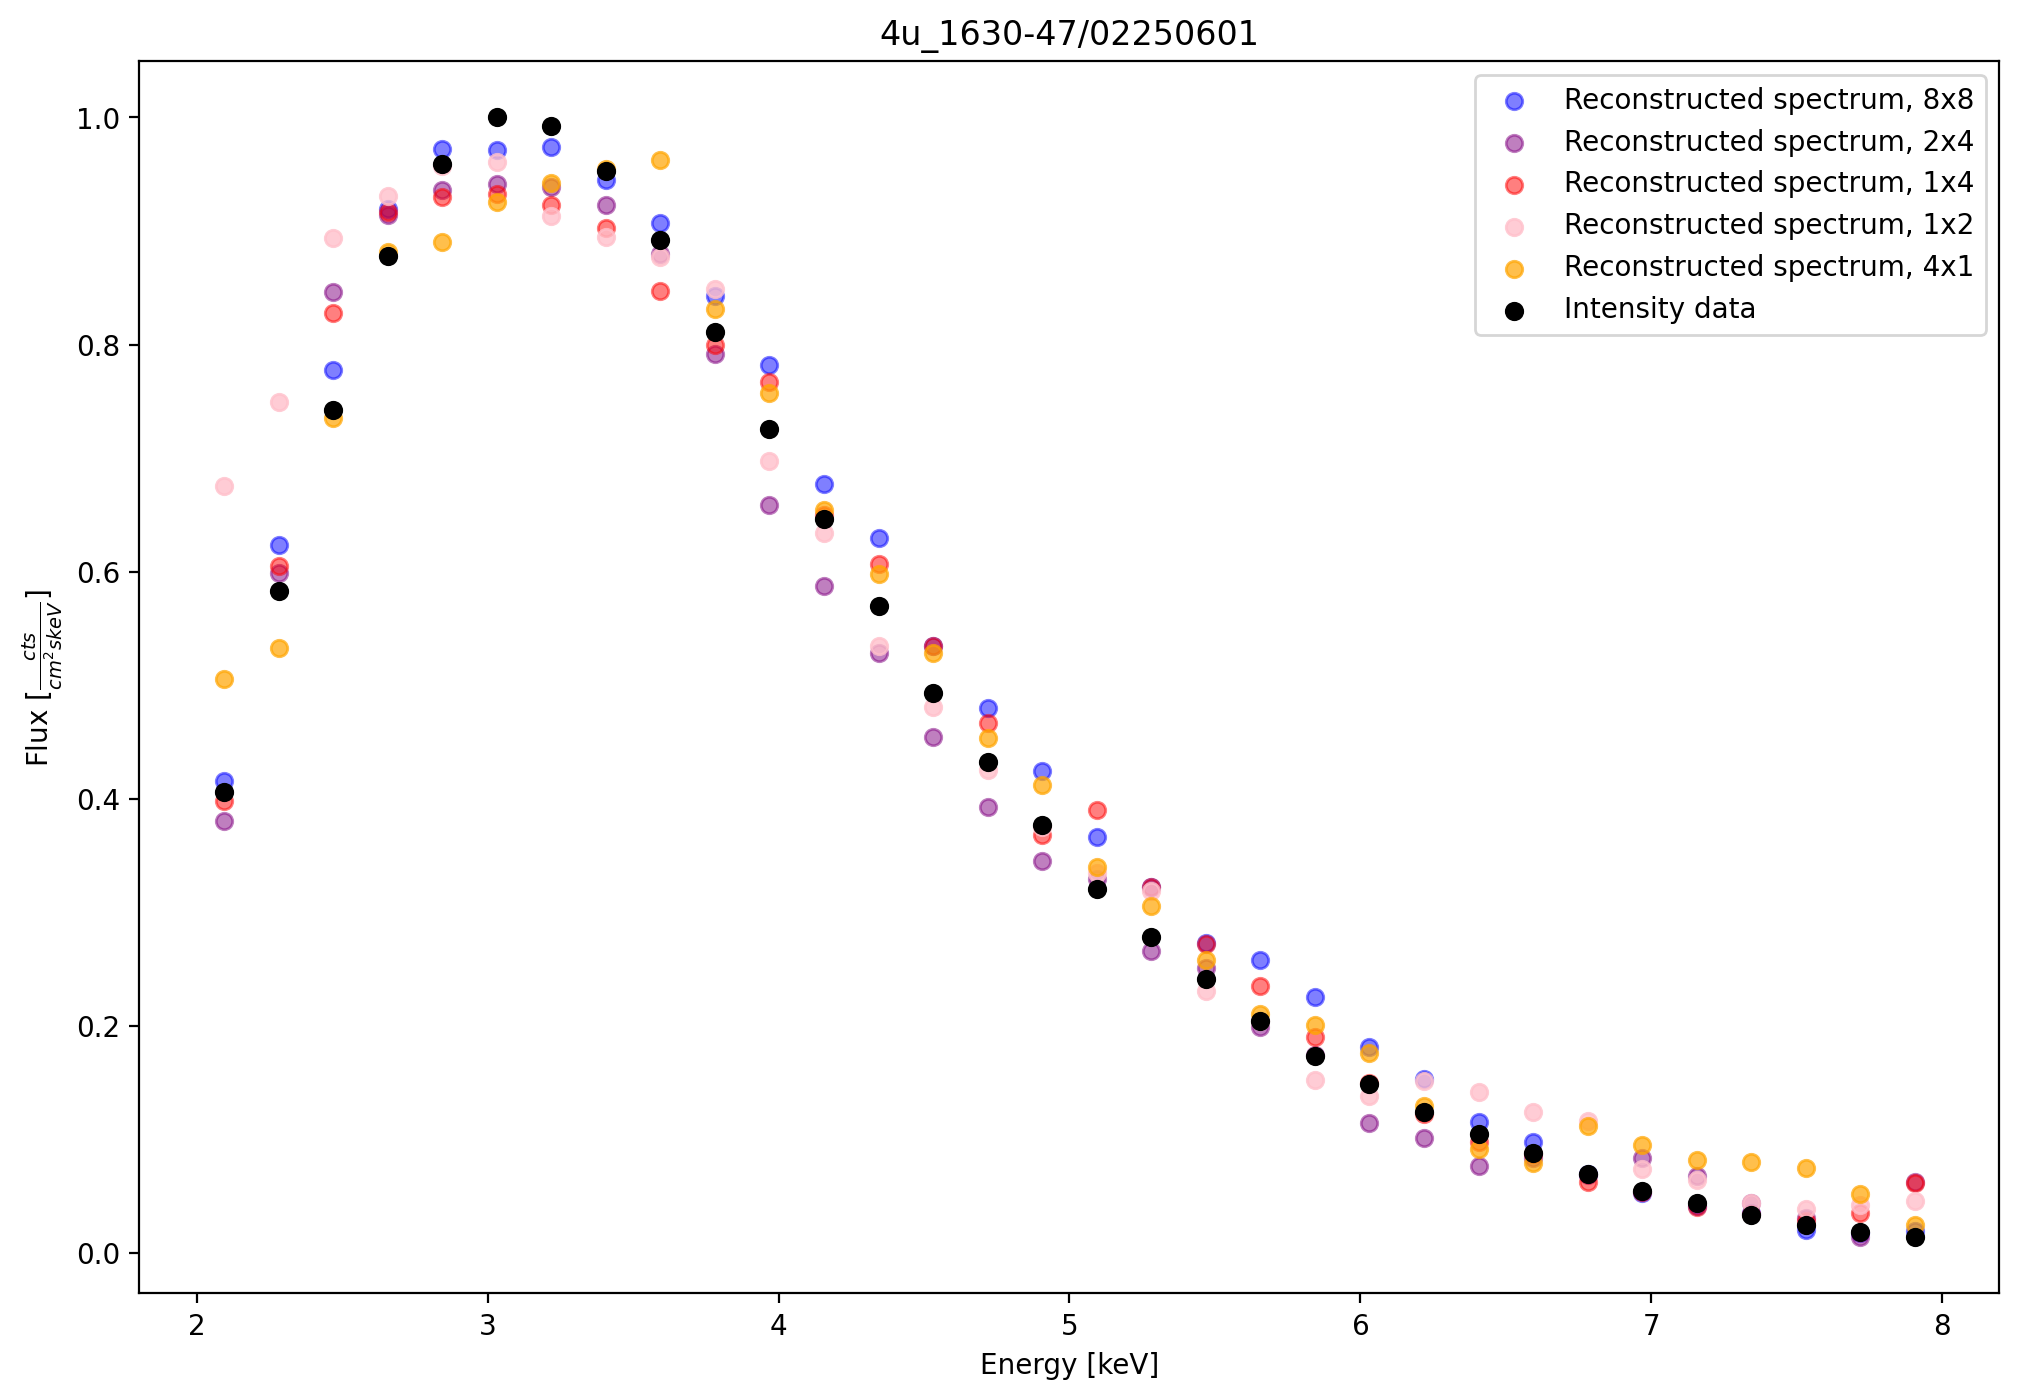 4u_1630-47/02250601
Reconstructed spectrum, 8x8
Reconstructed spectrum, 2x4
Reconstructed spectrum, 1x4
Reconstructed spectrum, 1x2
Reconstructed spectrum, 4x1
Intensity data
1.0
0.8
0.6
0.4
0.2
0.0
Flux [cts/cm²skeV]
2 3 4 5 6 7 8
Energy [keV]